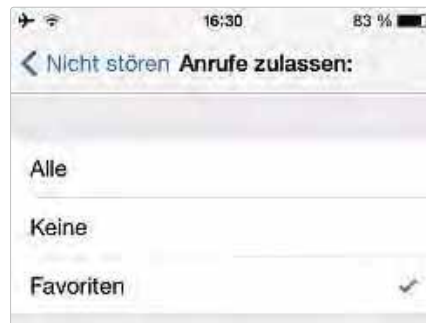 16:30 83 %
Nicht stören Anrufe zulassen:
Alle
Keine
Favoriten